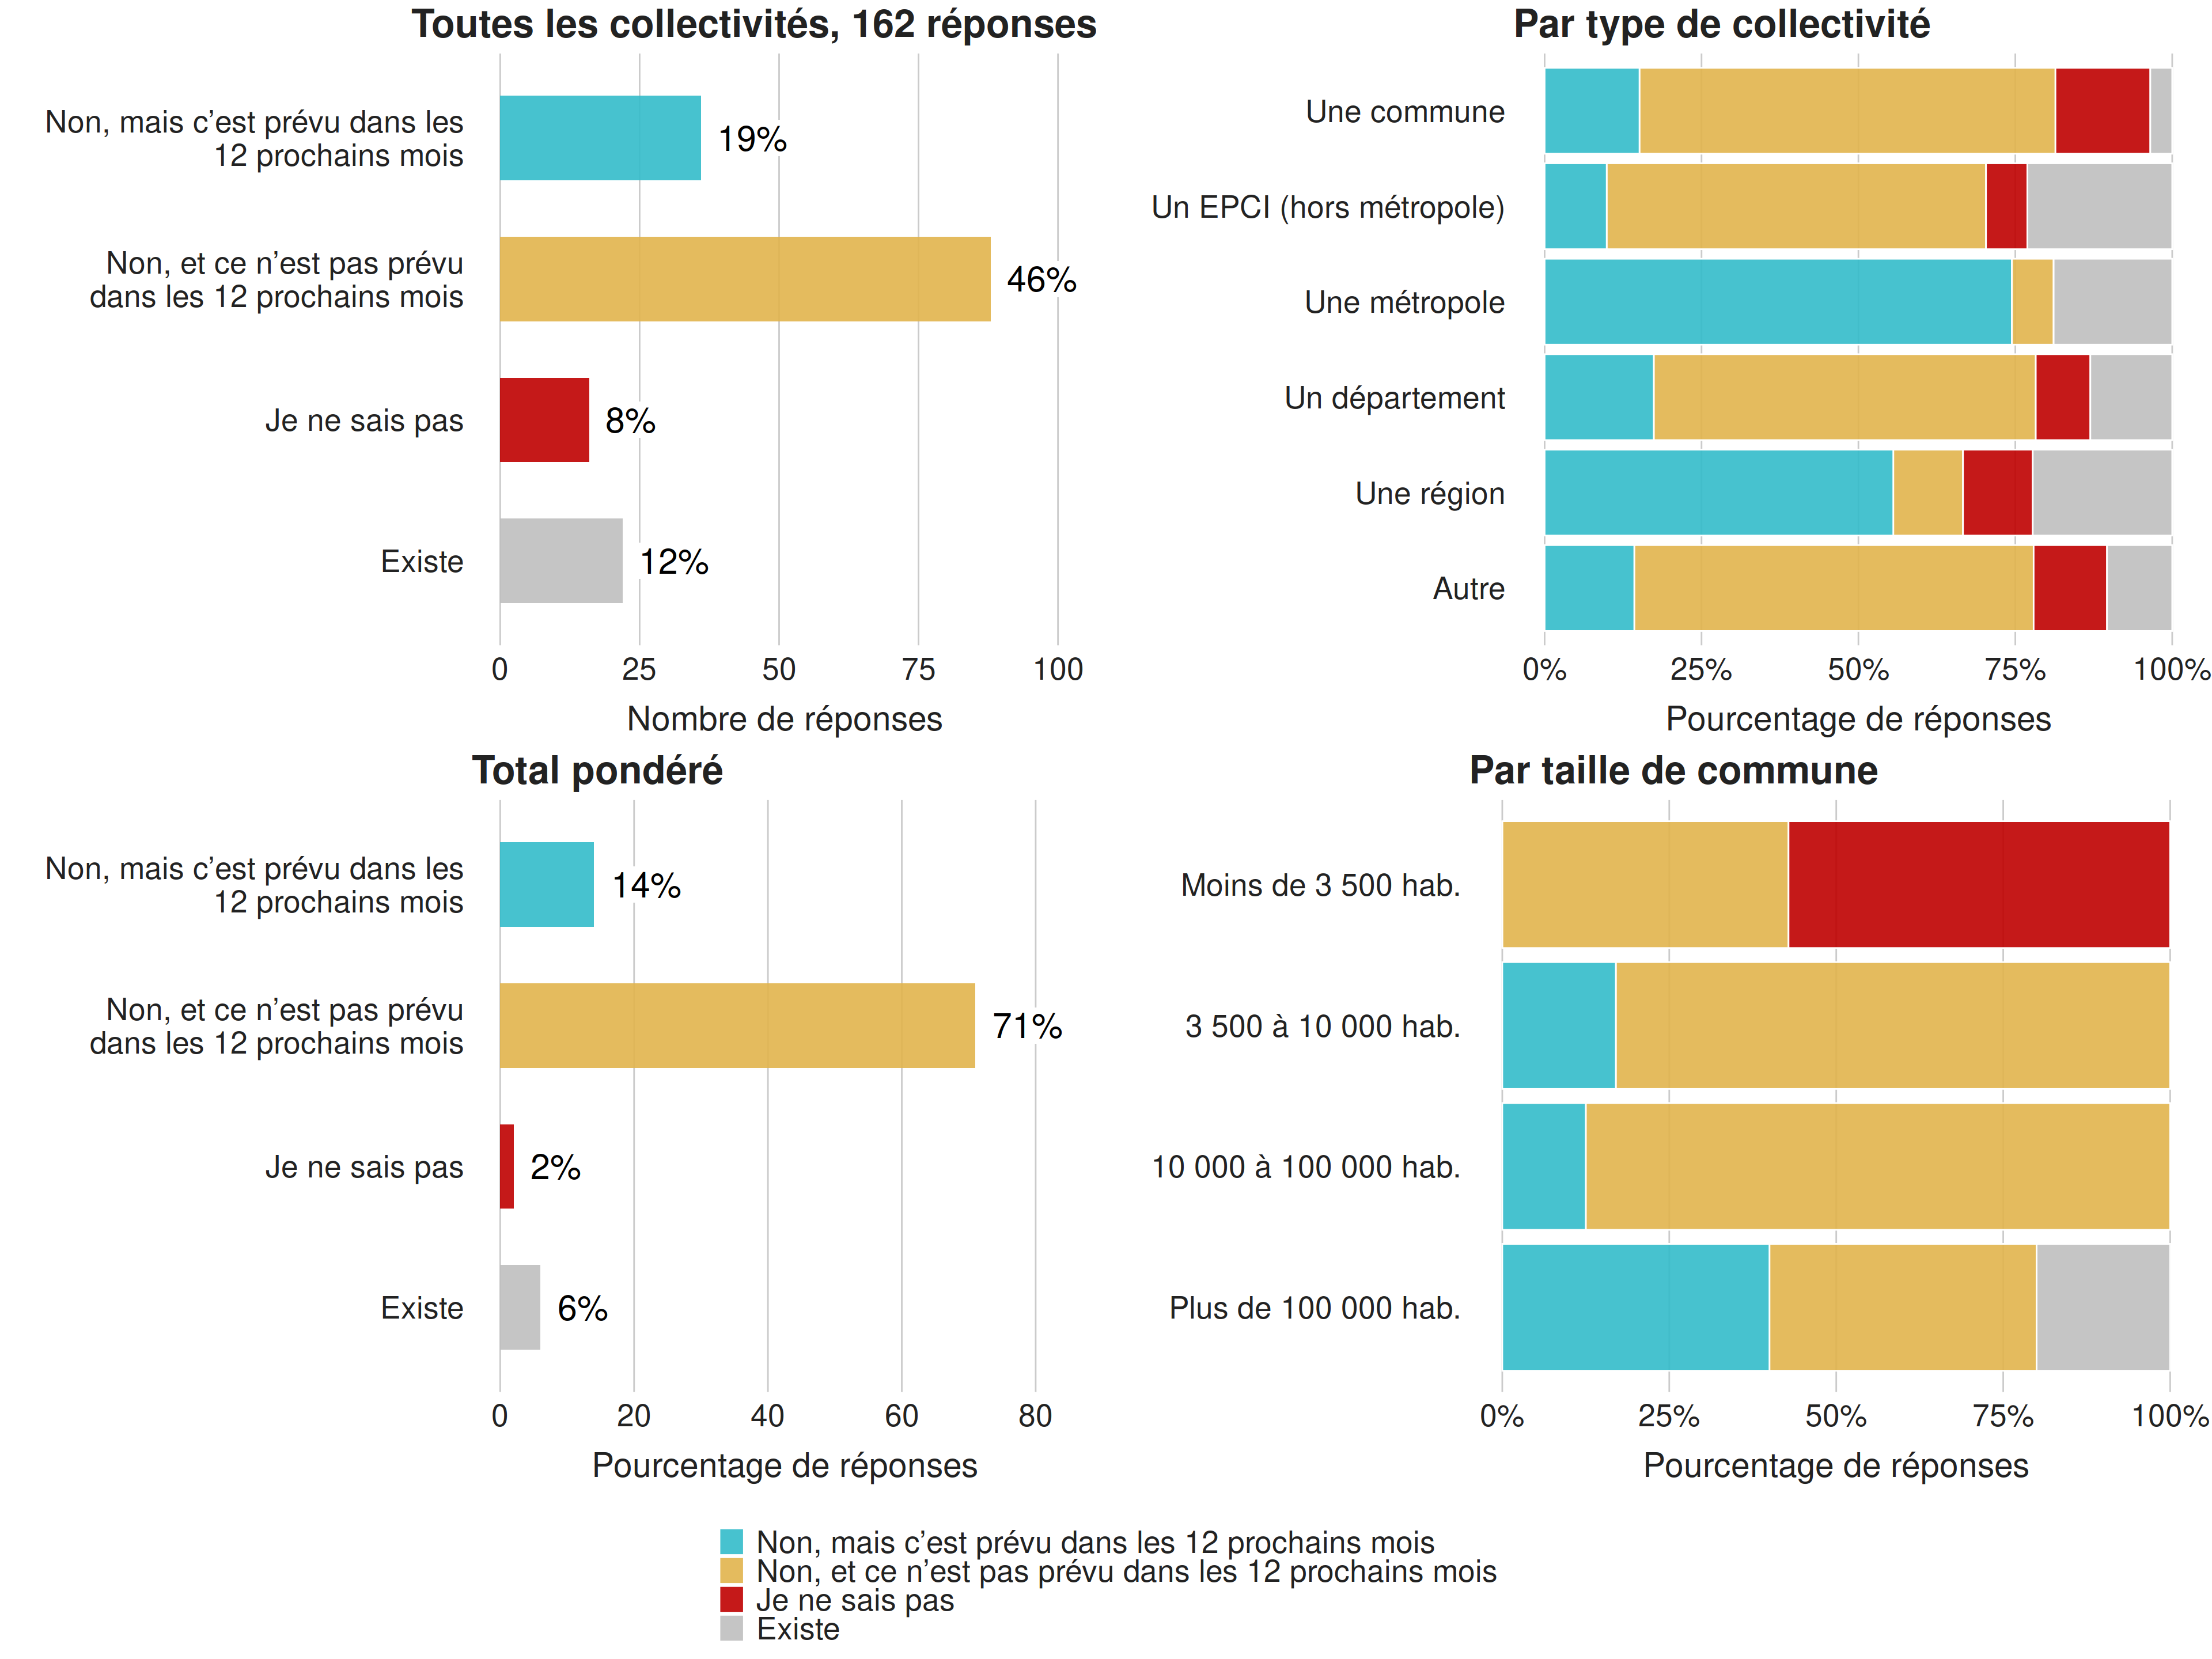 Toutes les collectivités, 162 réponses
Non, mais c’est prévu dans les
12 prochains mois
19%
Non, et ce n’est pas prévu
dans les 12 prochains mois
46%
Je ne sais pas
8%
Existe
12%
0 25 50 75 100
Nombre de réponses
Par type de collectivité
Une commune
Un EPCI (hors métropole)
Une métropole
Un département
Une région
Autre
0% 25% 50% 75% 100%
Pourcentage de réponses
Total pondéré
Non, mais c’est prévu dans les
12 prochains mois
14%
Non, et ce n’est pas prévu
dans les 12 prochains mois
71%
Je ne sais pas
2%
Existe
6%
0 20 40 60 80
Pourcentage de réponses
Par taille de commune
Moins de 3 500 hab.
3 500 à 10 000 hab.
10 000 à 100 000 hab.
Plus de 100 000 hab.
0% 25% 50% 75% 100%
Pourcentage de réponses
Non, mais c’est prévu dans les 12 prochains mois
Non, et ce n’est pas prévu dans les 12 prochains mois
Je ne sais pas
Existe